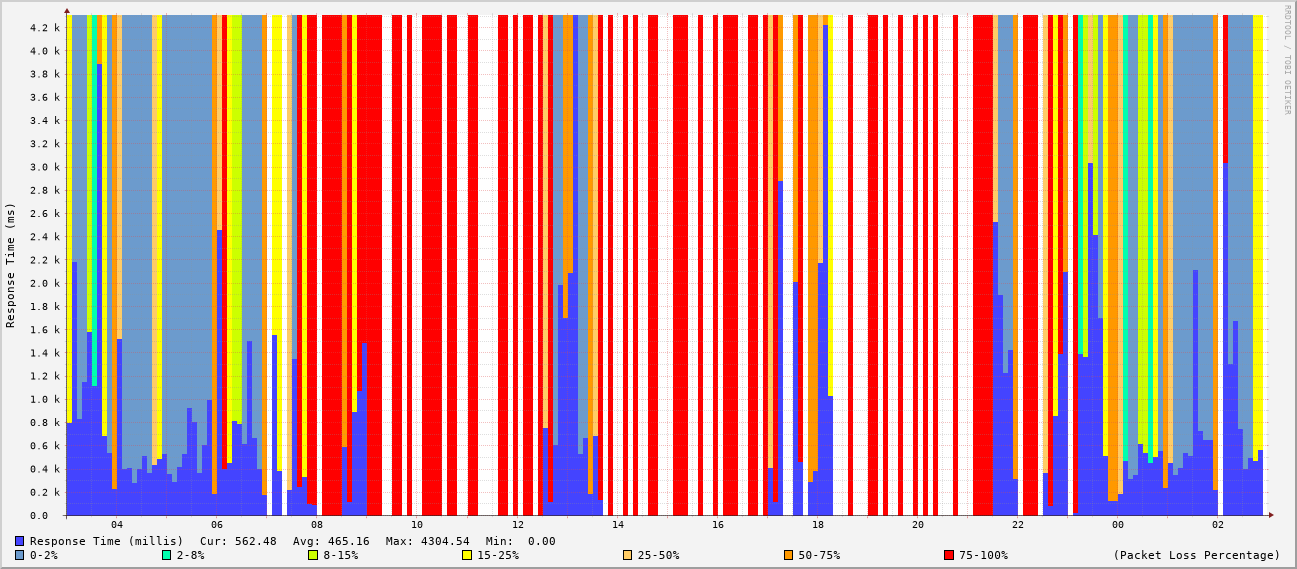 RRDTOOL / TOBI OETIKER
Response Time (ms)
4.2 k
4.0 k
3.8 k
3.6 k
3.4 k
3.2 k
3.0 k
2.8 k
2.6 k
2.4 k
2.2 k
2.0 k
1.8 k
1.6 k
1.4 k
1.2 k
1.0 k
0.8 k
0.6 k
0.4 k
0.2 k
0.0
04 06 08 10 12 14 16 18 20 22 00 02
Response Time (millis) Cur: 562.48 Avg: 465.16 Max: 4304.54 Min: 0.00
0-2% 2-8% 8-15% 15-25% 25-50% 50-75% 75-100% (Packet Loss Percentage)